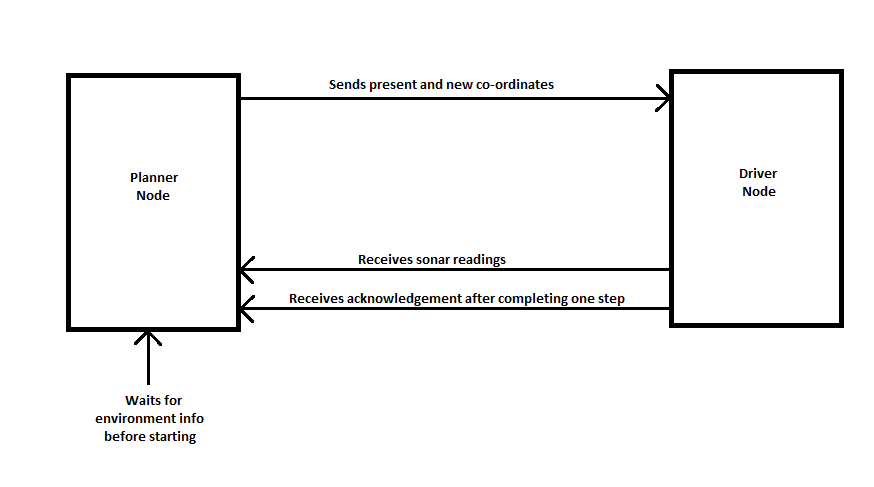 Sends present and new co-ordinates
Planner
Node
Driver
Node
Receives sonar readings
Receives acknowledgement after completing one step
Waits for
environment info
before starting